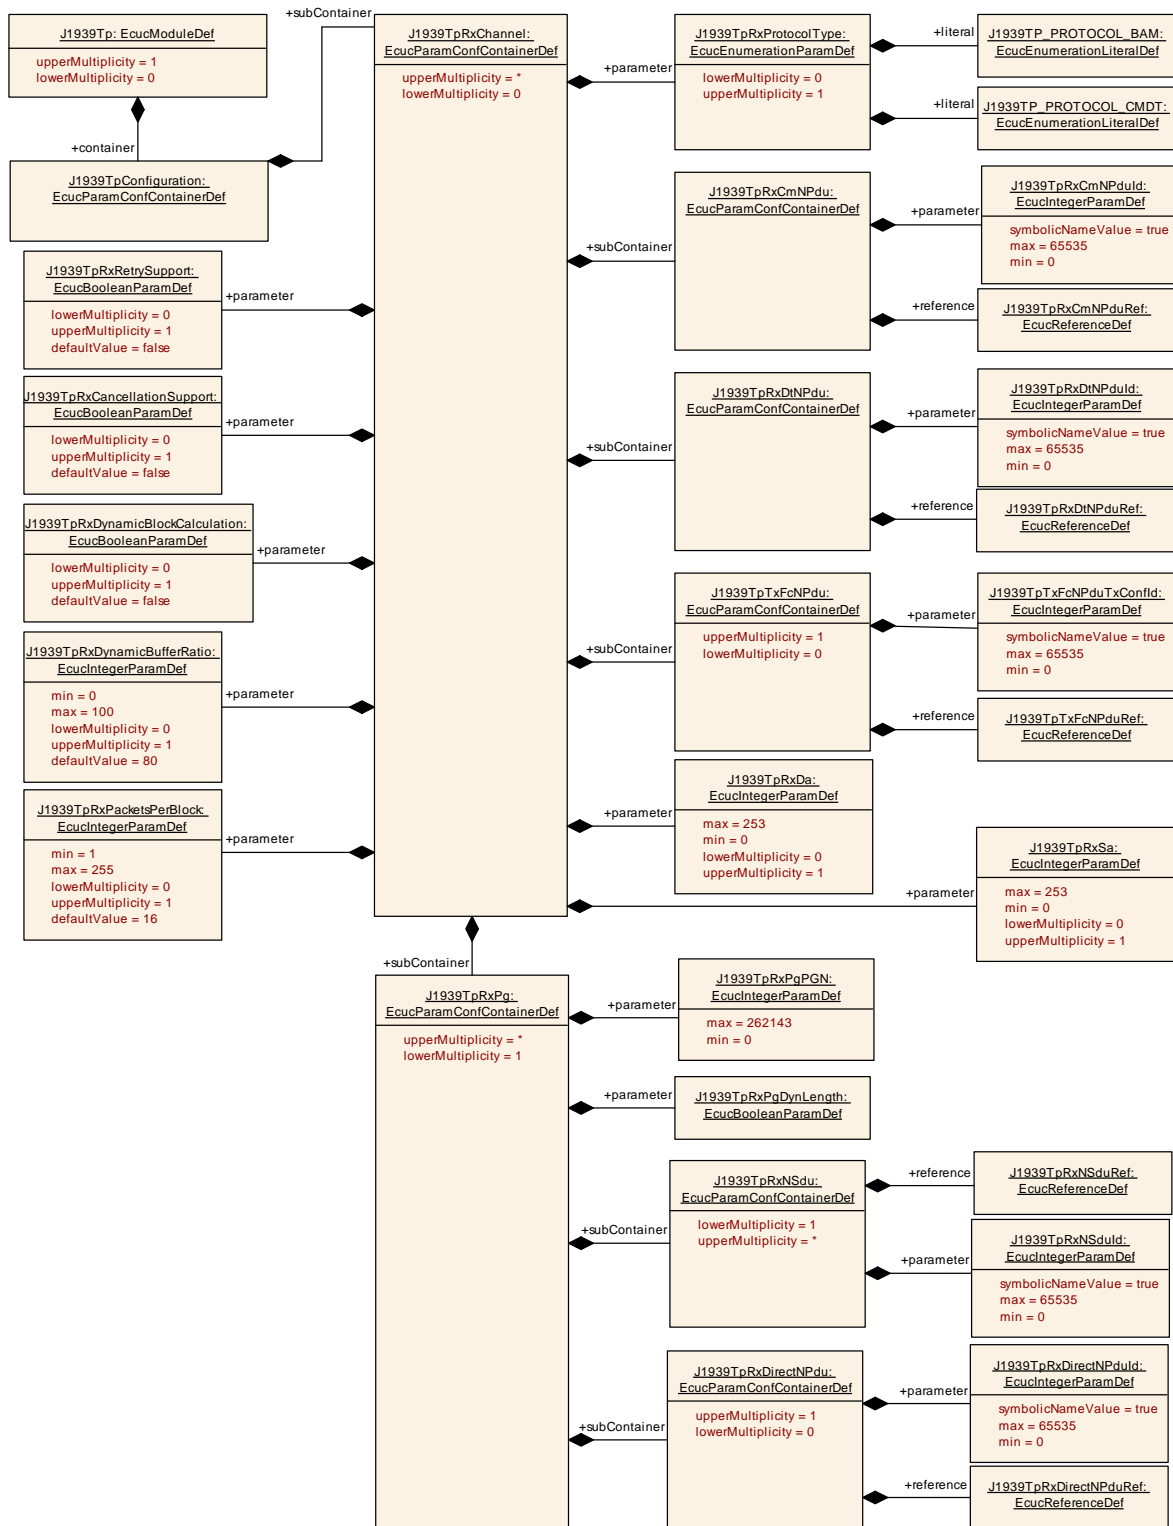 J1939Tp: EcucModuleDef
upperMultiplicity = 1
lowerMultiplicity = 0
+container
J1939TpConfiguration:
EcucParamConfContainerDef
+subContainer
J1939TpRxChannel:
EcucParamConfContainerDef
upperMultiplicity = *
lowerMultiplicity = 0
+parameter
J1939TpRxProtocolType:
EcucEnumerationParamDef
lowerMultiplicity = 0
upperMultiplicity = 1
+literal
J1939TP_PROTOCOL_BAM:
EcucEnumerationLiteralDef
+literal
J1939TP_PROTOCOL_CMDT:
EcucEnumerationLiteralDef
+subContainer
J1939TpRxCmNPdu:
EcucParamConfContainerDef
+parameter
J1939TpRxCmNPduId:
EcucIntegerParamDef
symbolicNameValue = true
max = 65535
min = 0
+reference
J1939TpRxCmNPduRef:
EcucReferenceDef
J1939TpRxRetrySupport:
EcucBooleanParamDef
lowerMultiplicity = 0
upperMultiplicity = 1
defaultValue = false
+parameter
J1939TpRxCancellationSupport:
EcucBooleanParamDef
lowerMultiplicity = 0
upperMultiplicity = 1
defaultValue = false
+parameter
+subContainer
J1939TpRxDtNPdu:
EcucParamConfContainerDef
+parameter
J1939TpRxDtNPduId:
EcucIntegerParamDef
symbolicNameValue = true
max = 65535
min = 0
+reference
J1939TpRxDtNPduRef:
EcucReferenceDef
J1939TpRxDynamicBlockCalculation:
EcucBooleanParamDef
lowerMultiplicity = 0
upperMultiplicity = 1
defaultValue = false
+parameter
J1939TpRxDynamicBufferRatio:
EcucIntegerParamDef
min = 0
max = 100
lowerMultiplicity = 0
upperMultiplicity = 1
defaultValue = 80
+parameter
+subContainer
J1939TpTxFcNPdu:
EcucParamConfContainerDef
upperMultiplicity = 1
lowerMultiplicity = 0
+parameter
J1939TpTxFcNPduTxConfId:
EcucIntegerParamDef
symbolicNameValue = true
max = 65535
min = 0
+reference
J1939TpTxFcNPduRef:
EcucReferenceDef
J1939TpRxPacketsPerBlock:
EcucIntegerParamDef
min = 1
max = 255
lowerMultiplicity = 0
upperMultiplicity = 1
defaultValue = 16
+parameter
+parameter
J1939TpRxDa:
EcucIntegerParamDef
max = 253
min = 0
lowerMultiplicity = 0
upperMultiplicity = 1
+parameter
J1939TpRxSa:
EcucIntegerParamDef
max = 253
min = 0
lowerMultiplicity = 0
upperMultiplicity = 1
+subContainer
J1939TpRxPg:
EcucParamConfContainerDef
upperMultiplicity = *
lowerMultiplicity = 1
+parameter
J1939TpRxPgPGN:
EcucIntegerParamDef
max = 262143
min = 0
+parameter
J1939TpRxPgDynLength:
EcucBooleanParamDef
+subContainer
J1939TpRxNSdu:
EcucParamConfContainerDef
lowerMultiplicity = 1
upperMultiplicity = *
+reference
J1939TpRxNSduRef:
EcucReferenceDef
+parameter
J1939TpRxNSduId:
EcucIntegerParamDef
symbolicNameValue = true
max = 65535
min = 0
+subContainer
J1939TpRxDirectNPdu:
EcucParamConfContainerDef
upperMultiplicity = 1
lowerMultiplicity = 0
+parameter
J1939TpRxDirectNPduId:
EcucIntegerParamDef
symbolicNameValue = true
max = 65535
min = 0
+reference
J1939TpRxDirectNPduRef:
EcucReferenceDef